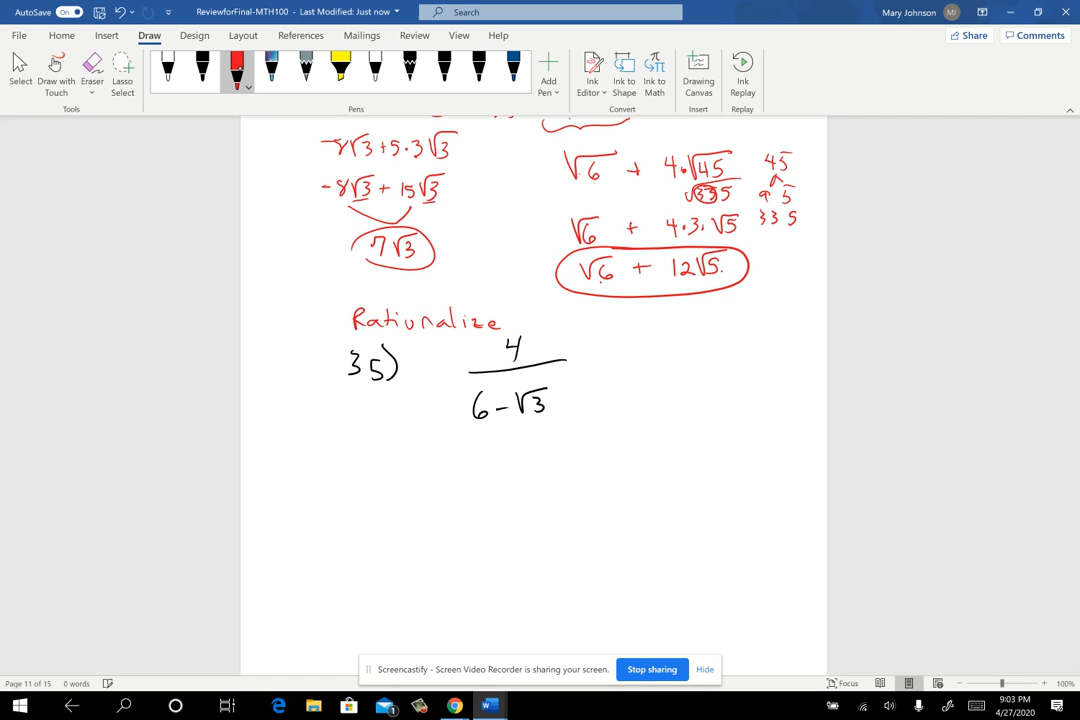 AutoSave On ReviewforFinal-MTH100 - Last Modified: Just now Search Mary Johnson MJ
File Home Insert Draw Design Layout References Mailings Review View Help Share Comments
Select Draw with Touch Eraser Lasso Select Add Pen Ink Editor Ink to Shape Ink to Math Drawing Canvas Ink Replay
Tools Pens Convert Insert Replay
-8√3 + 5·3√3
-8√3 + 15√3
7√3
√6 + 4·√45
√335
√6 + 4·3·√5
√6 + 12√5
45
9 5
3 3 5
Rationalize
35) 4
6-√3
Screencastify - Screen Video Recorder is sharing your screen. Stop sharing Hide
Page 11 of 15 0 words Focus 100%
9:03 PM
4/27/2020